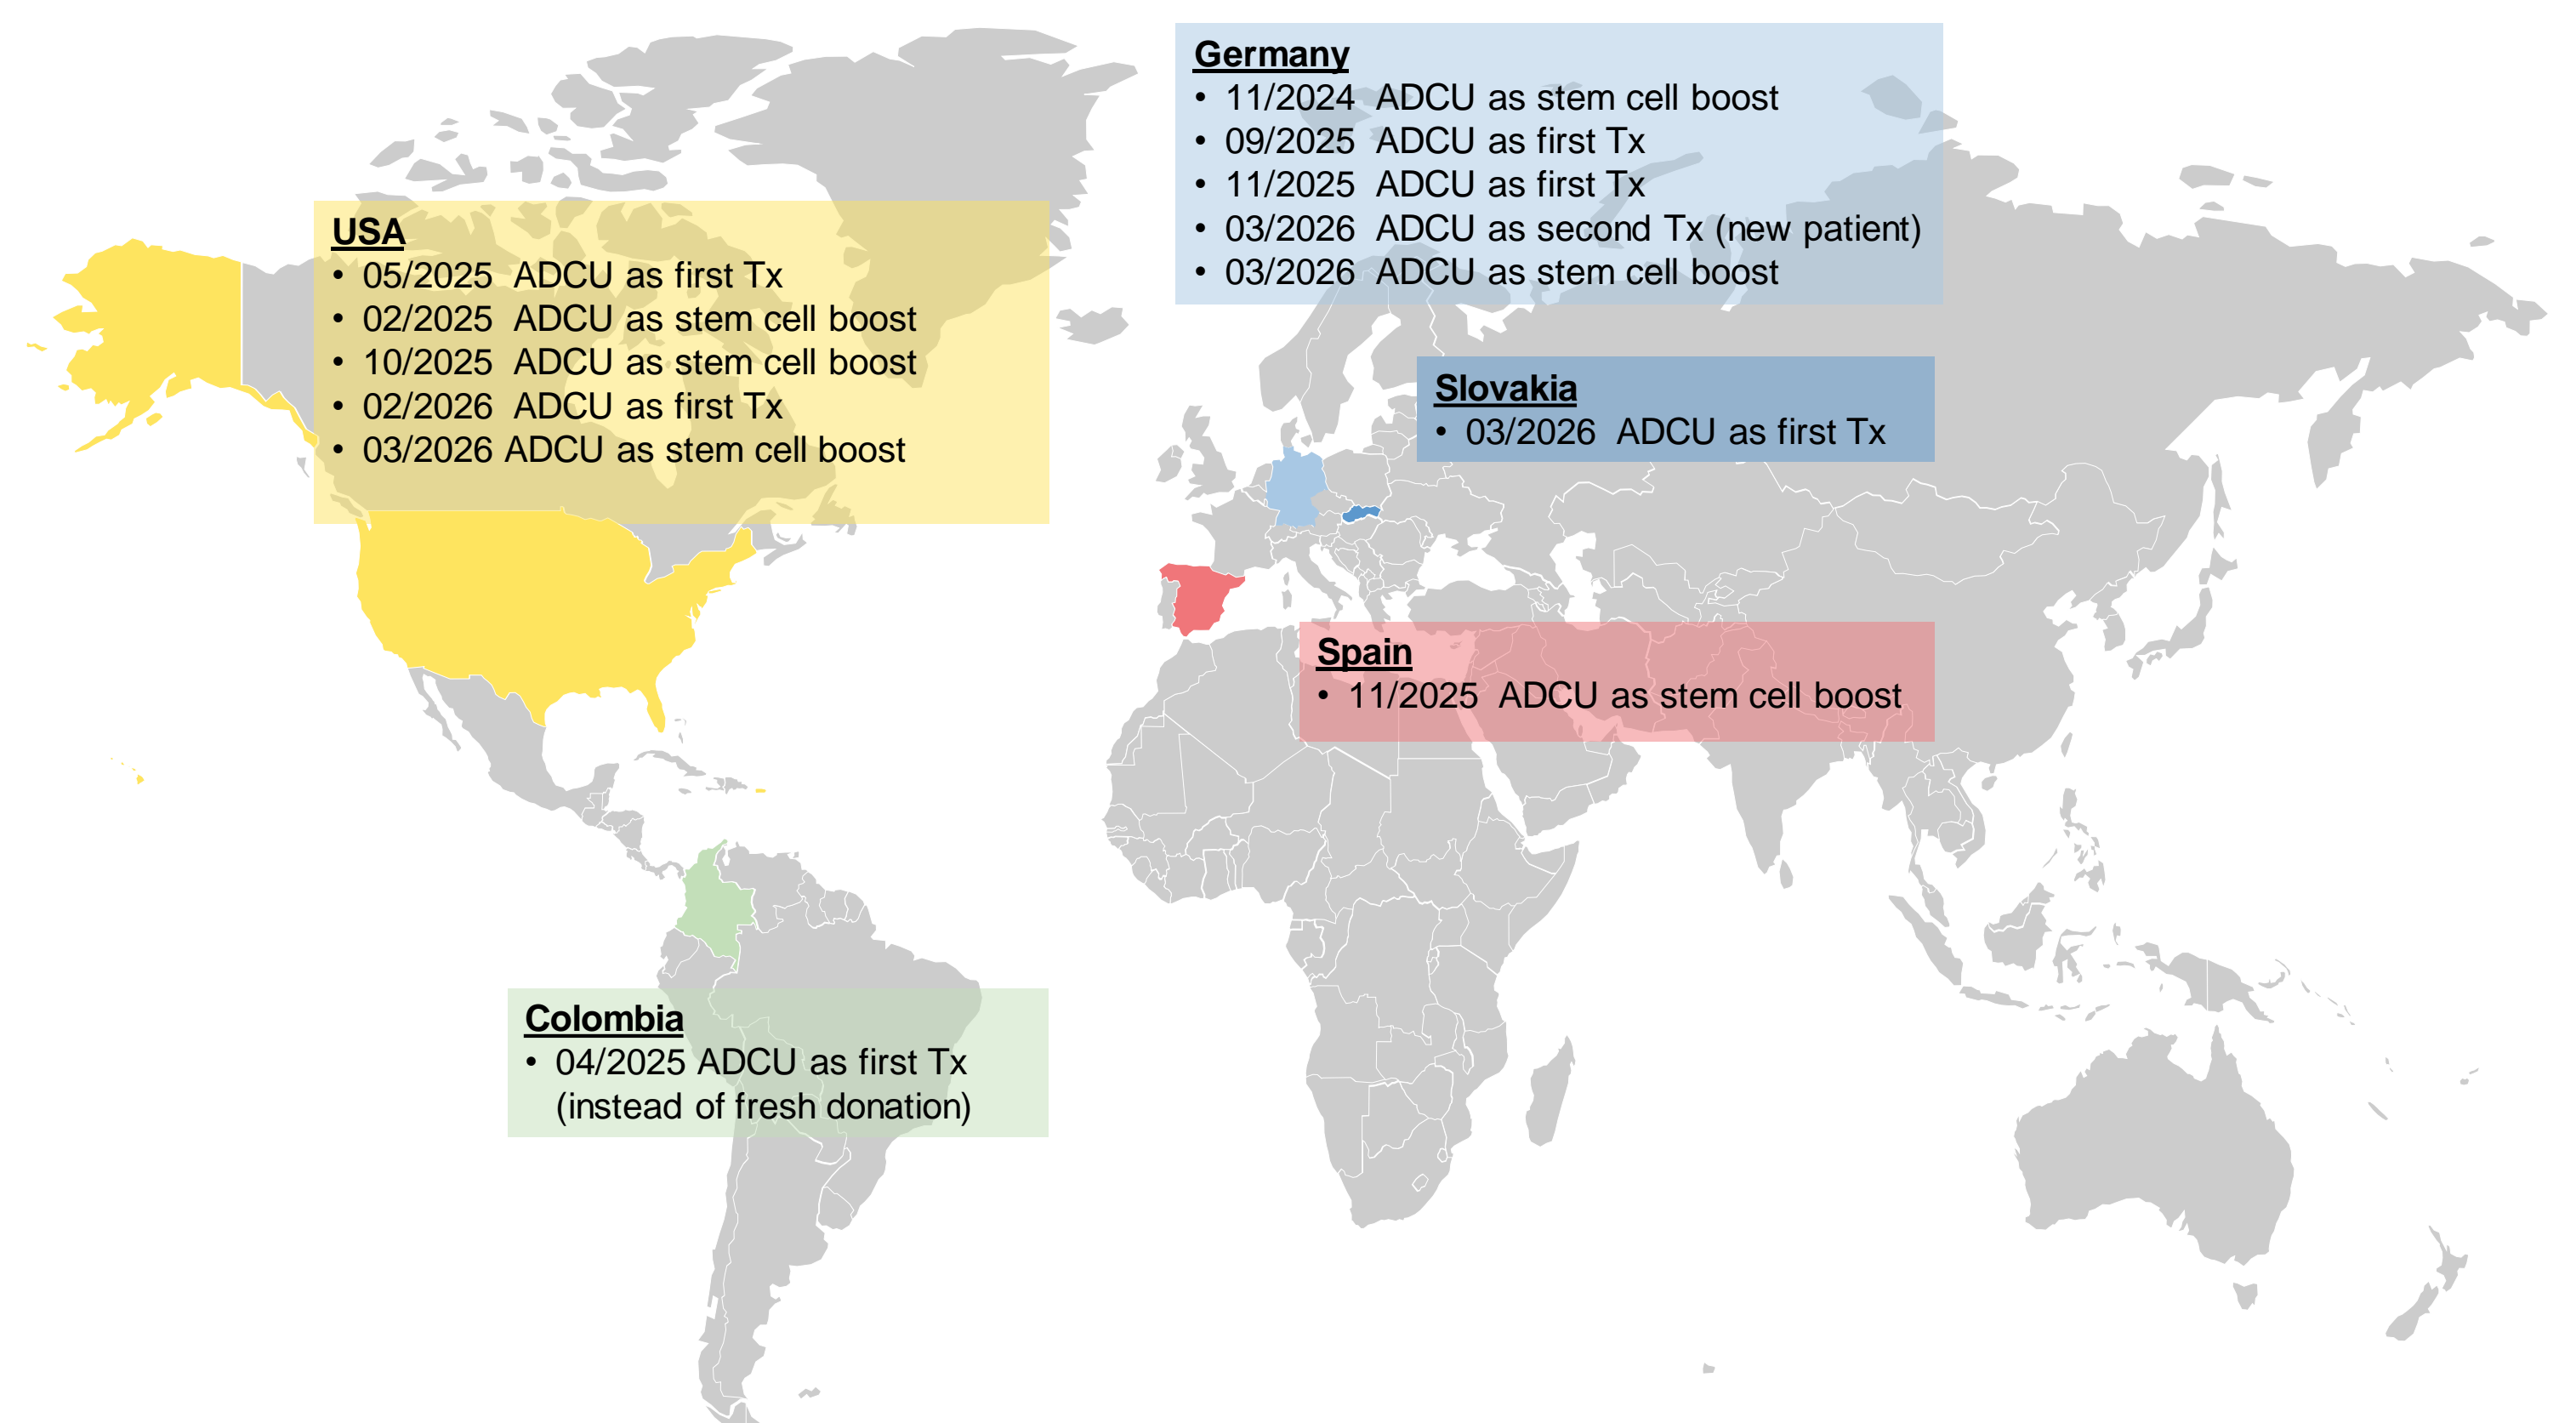 Germany
• 11/2024 ADCU as stem cell boost
• 09/2025 ADCU as first Tx
• 11/2025 ADCU as first Tx
• 03/2026 ADCU as second Tx (new patient)
• 03/2026 ADCU as stem cell boost
USA
• 05/2025 ADCU as first Tx
• 02/2025 ADCU as stem cell boost
• 10/2025 ADCU as stem cell boost
• 02/2026 ADCU as first Tx
• 03/2026 ADCU as stem cell boost
Slovakia
• 03/2026 ADCU as first Tx
Spain
• 11/2025 ADCU as stem cell boost
Colombia
• 04/2025 ADCU as first Tx
(instead of fresh donation)